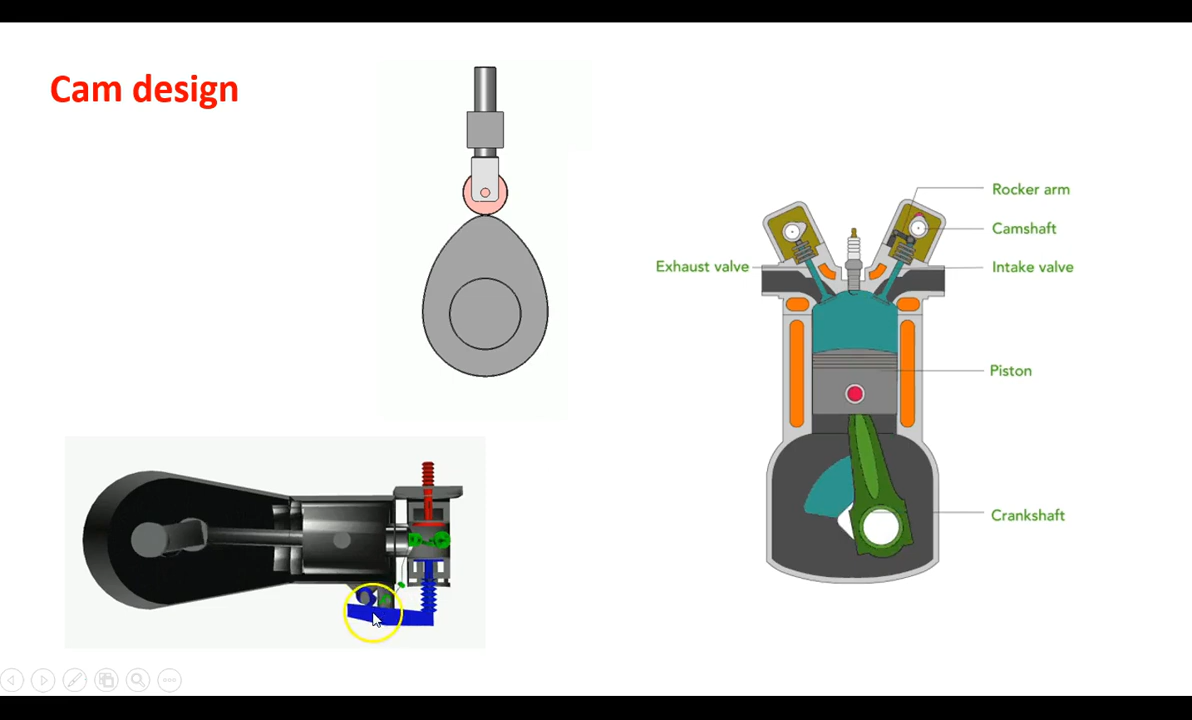 Cam design
Rocker arm
Camshaft
Exhaust valve
Intake valve
Piston
Crankshaft